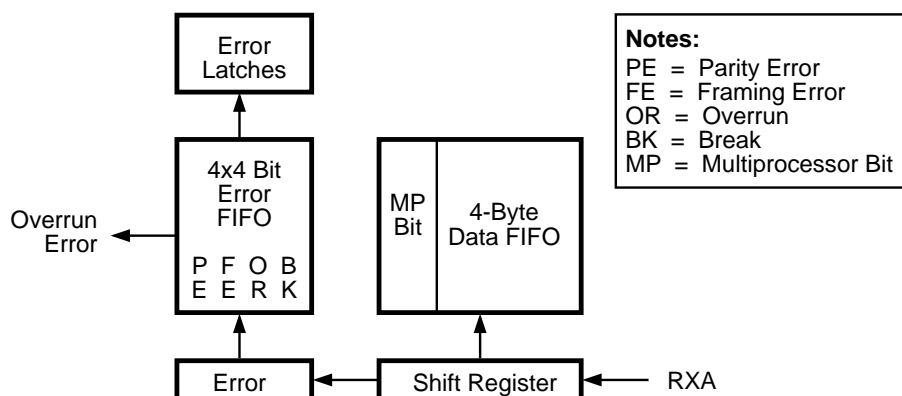 Error
Latches
Notes:
PE = Parity Error
FE = Framing Error
OR = Overrun
BK = Break
MP = Multiprocessor Bit
4x4 Bit
Error
FIFO
MP
Bit
4-Byte
Data FIFO
Overrun
Error
P F O B
E E R K
Error
Shift Register
RXA